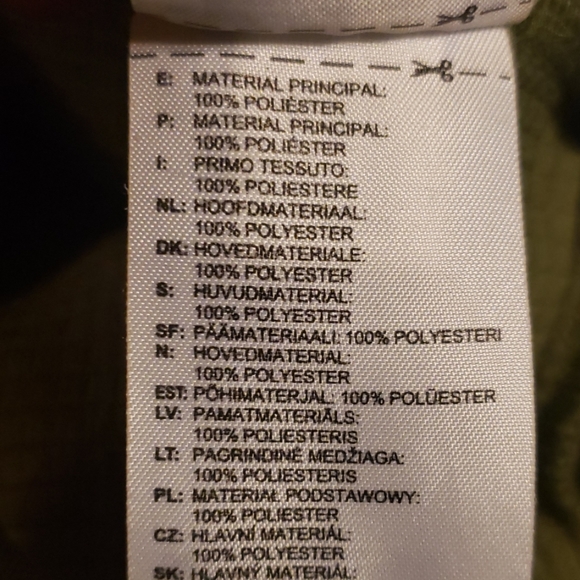 E: MATERIAL PRINCIPAL:
100% POLIÉSTER
P: MATERIAL PRINCIPAL:
100% POLIÉSTER
I: PRIMO TESSUTO:
100% POLIESTERE
NL: HOOFDMATERIAAL:
100% POLYESTER
DK: HOVEDMATERIALE:
100% POLYESTER
S: HUVUDMATERIAL:
100% POLYESTER
SF: PÄÄMATERIAALI: 100% POLYESTERI
N: HOVEDMATERIAL:
100% POLYESTER
EST: PÕHIMATERJAL: 100% POLÜESTER
LV: PAMATMATERIĀLS:
100% POLIESTERIS
LT: PAGRINDINĖ MEDŽIAGA:
100% POLIESTERIS
PL: MATERIAŁ PODSTAWOWY:
100% POLIESTER
CZ: HLAVNÍ MATERIÁL:
100% POLYESTER
SK: HLAVNÝ MATERIÁL: